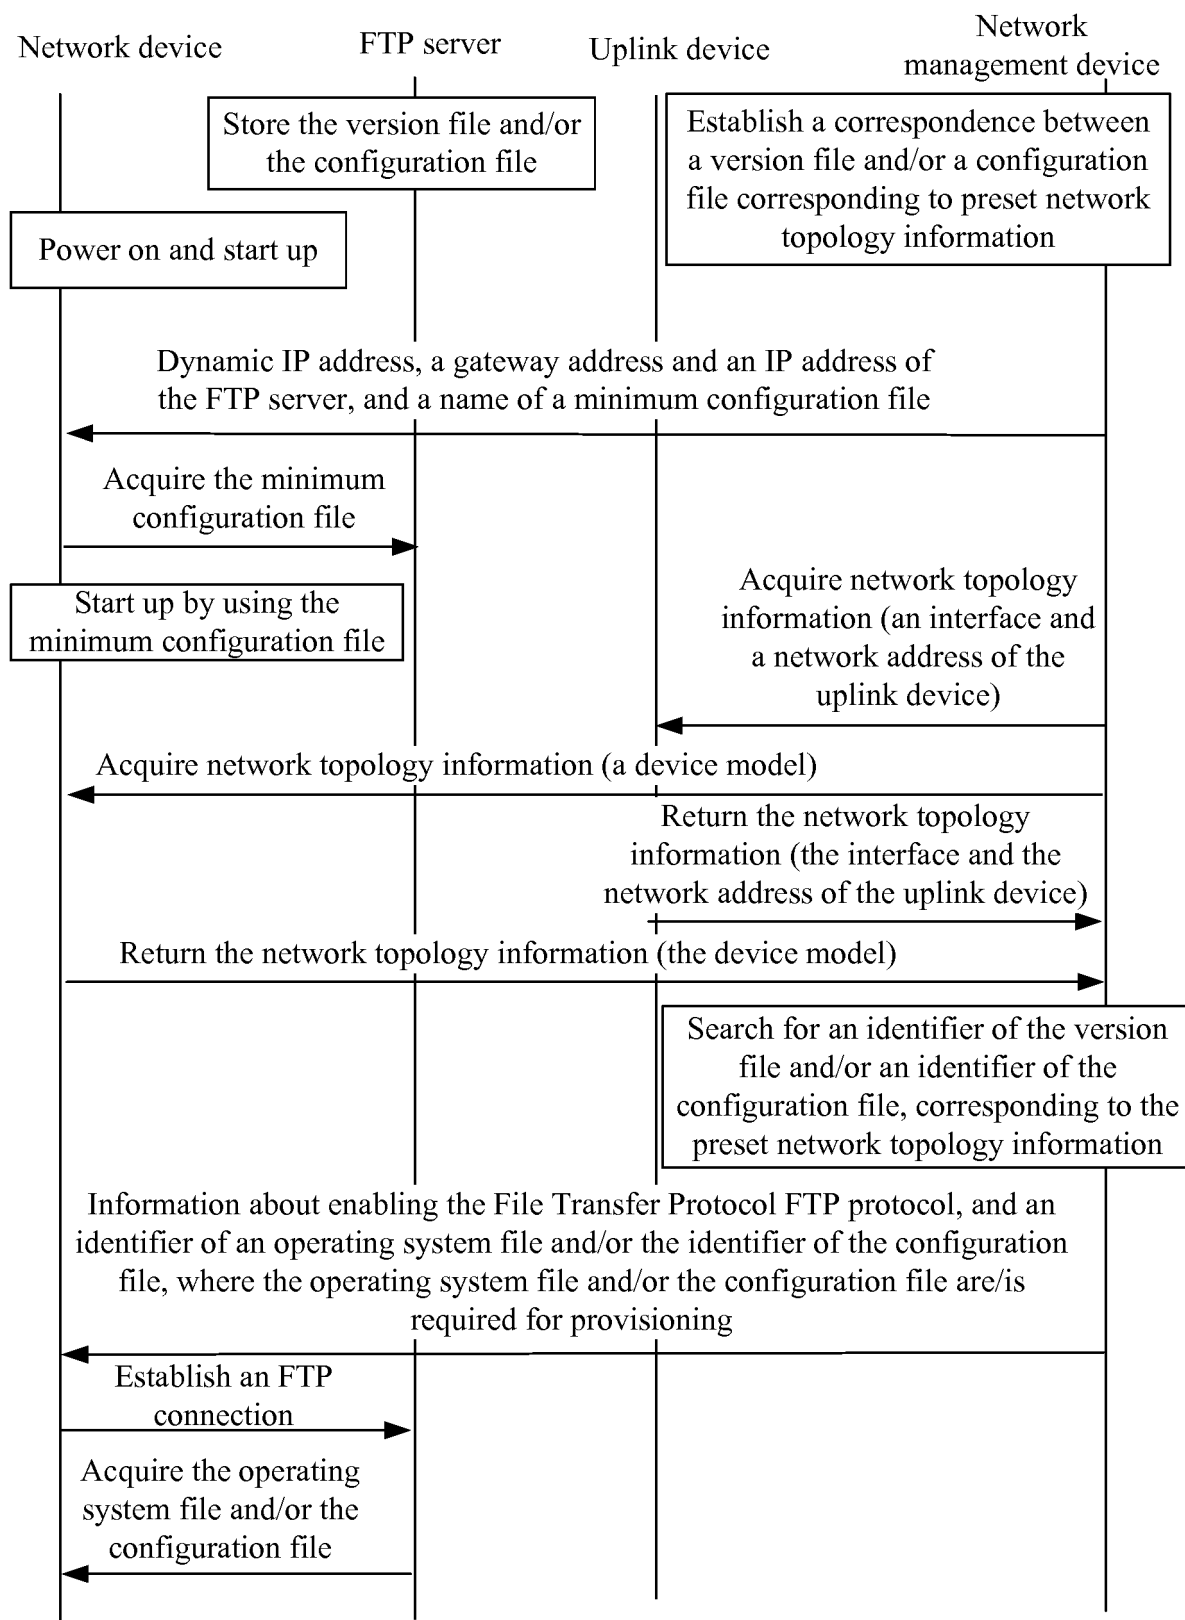 Network device
FTP server
Uplink device
Network
management device
Store the version file and/or
the configuration file
Establish a correspondence between
a version file and/or a configuration
file corresponding to preset network
topology information
Power on and start up
Dynamic IP address, a gateway address and an IP address of
the FTP server, and a name of a minimum configuration file
Acquire the minimum
configuration file
Start up by using the
minimum configuration file
Acquire network topology
information (an interface and
a network address of the
uplink device)
Acquire network topology information (a device model)
Return the network topology
information (the interface and the
network address of the uplink device)
Return the network topology information (the device model)
Search for an identifier of the version
file and/or an identifier of the
configuration file, corresponding to the
preset network topology information
Information about enabling the File Transfer Protocol FTP protocol, and an
identifier of an operating system file and/or the identifier of the configuration
file, where the operating system file and/or the configuration file are/is
required for provisioning
Establish an FTP
connection
Acquire the operating
system file and/or the
configuration file